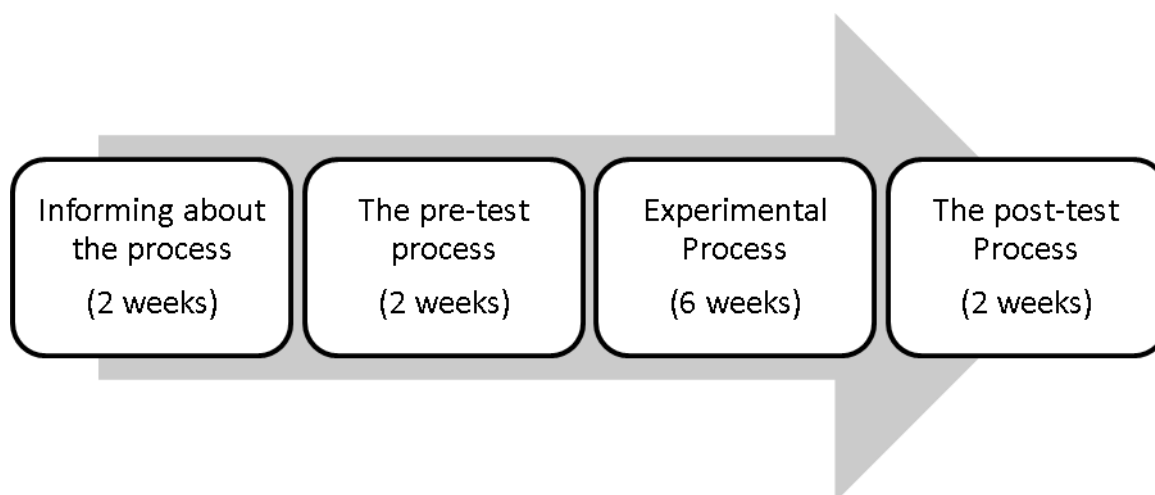 Informing about
the process
(2 weeks)
The pre-test
process
(2 weeks)
Experimental
Process
(6 weeks)
The post-test
Process
(2 weeks)